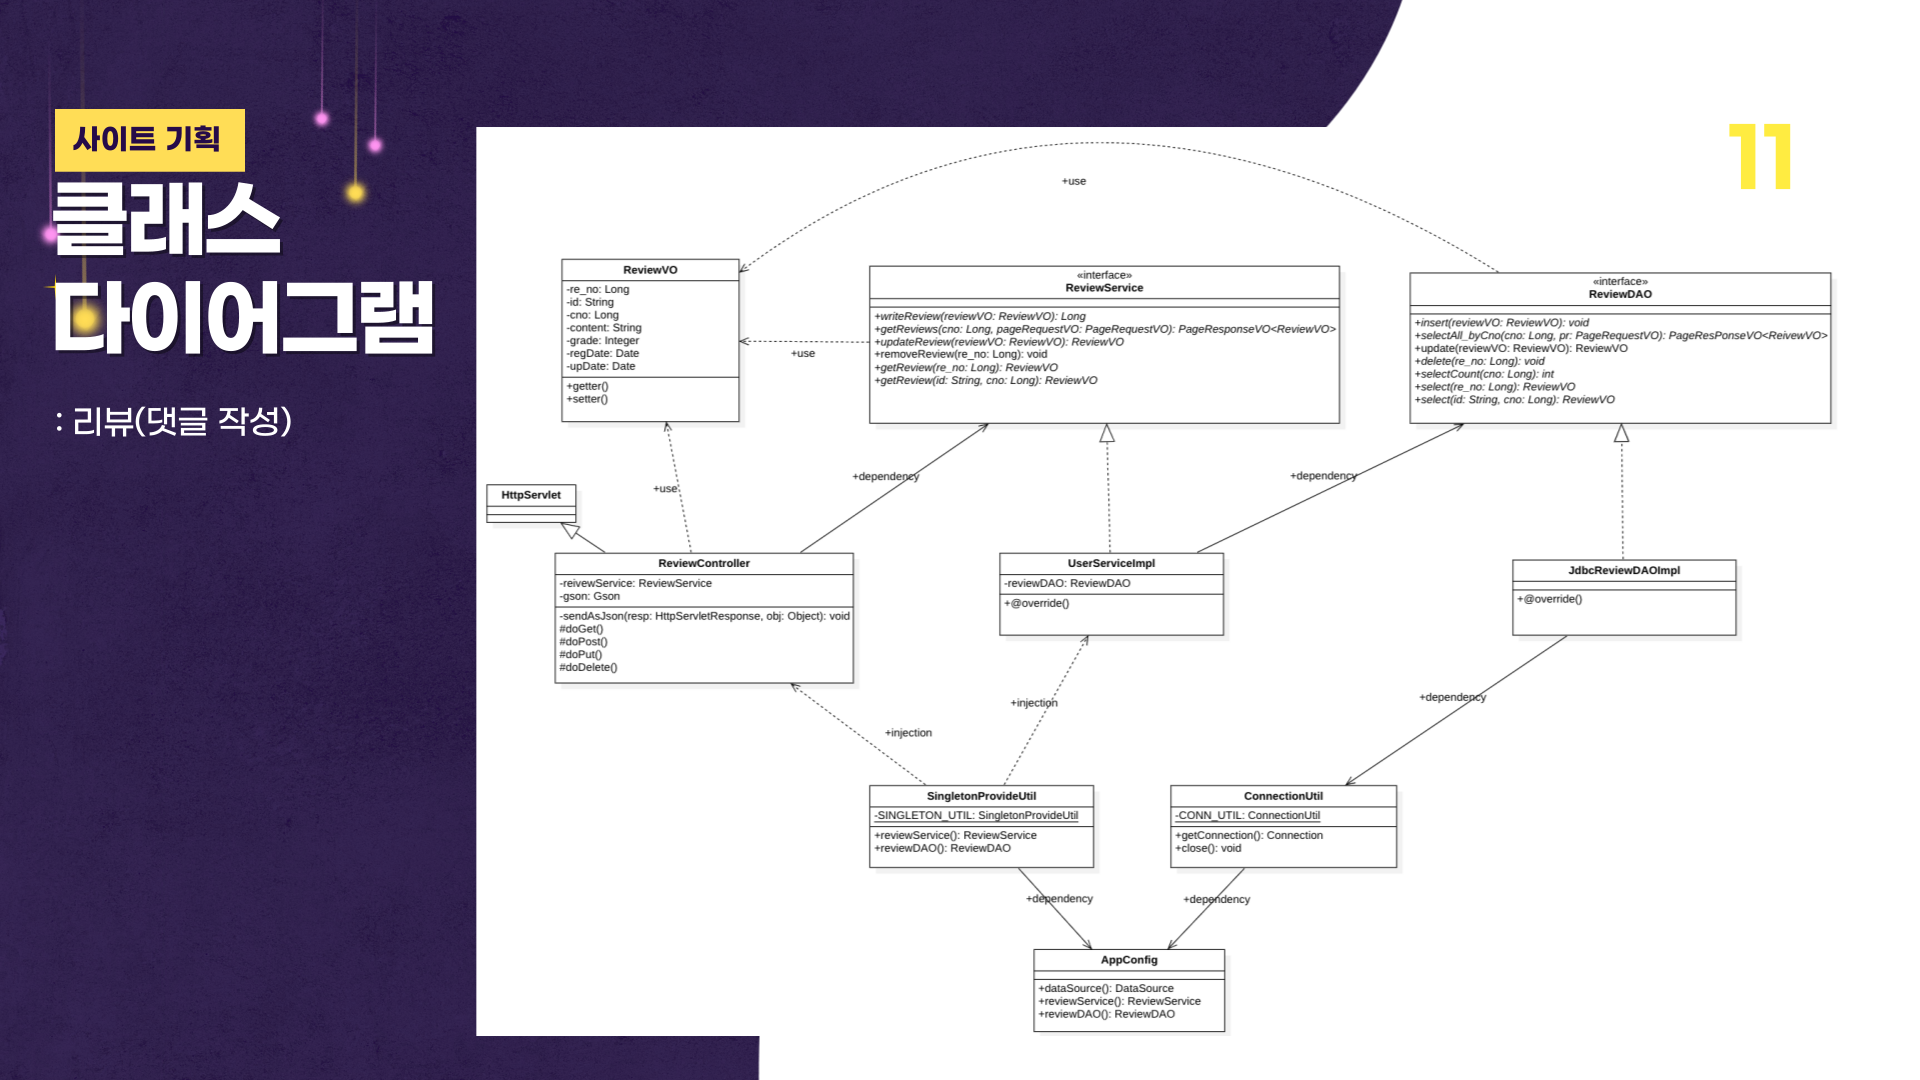 사이트 기획
클래스
다이어그램
: 리뷰(댓글 작성)
11
+use
ReviewVO
-re_no: Long
-id: String
-cno: Long
-content: String
-grade: Integer
-regDate: Date
-upDate: Date
+getter()
+setter()
+use
«interface»
ReviewService
+writeReview(reviewVO: ReviewVO): Long
+getReviews(cno: Long, pageRequestVO: PageRequestVO): PageResponseVO<ReviewVO>
+updateReview(reviewVO: ReviewVO): ReviewVO
+removeReview(re_no: Long): void
+getReview(re_no: Long): ReviewVO
+getReview(id: String, cno: Long): ReviewVO
«interface»
ReviewDAO
+insert(reviewVO: ReviewVO): void
+selectAll_byCno(cno: Long, pr: PageRequestVO): PageResPonseVO<ReivewVO>
+update(reviewVO: ReviewVO): ReviewVO
+delete(re_no: Long): void
+selectCount(cno: Long): int
+select(re_no: Long): ReviewVO
+select(id: String, cno: Long): ReviewVO
+use
+dependency
+dependency
HttpServlet
ReviewController
-reivewService: ReviewService
-gson: Gson
-sendAsJson(resp: HttpServletResponse, obj: Object): void
#doGet()
#doPost()
#doPut()
#doDelete()
UserServiceImpl
-reviewDAO: ReviewDAO
+@override()
JdbcReviewDAOImpl
+@override()
+injection
+injection
+dependency
SingletonProvideUtil
-SINGLETON_UTIL: SingletonProvideUtil
+reviewService(): ReviewService
+reviewDAO(): ReviewDAO
ConnectionUtil
-CONN_UTIL: ConnectionUtil
+getConnection(): Connection
+close(): void
+dependency
+dependency
AppConfig
+dataSource(): DataSource
+reviewService(): ReviewService
+reviewDAO(): ReviewDAO